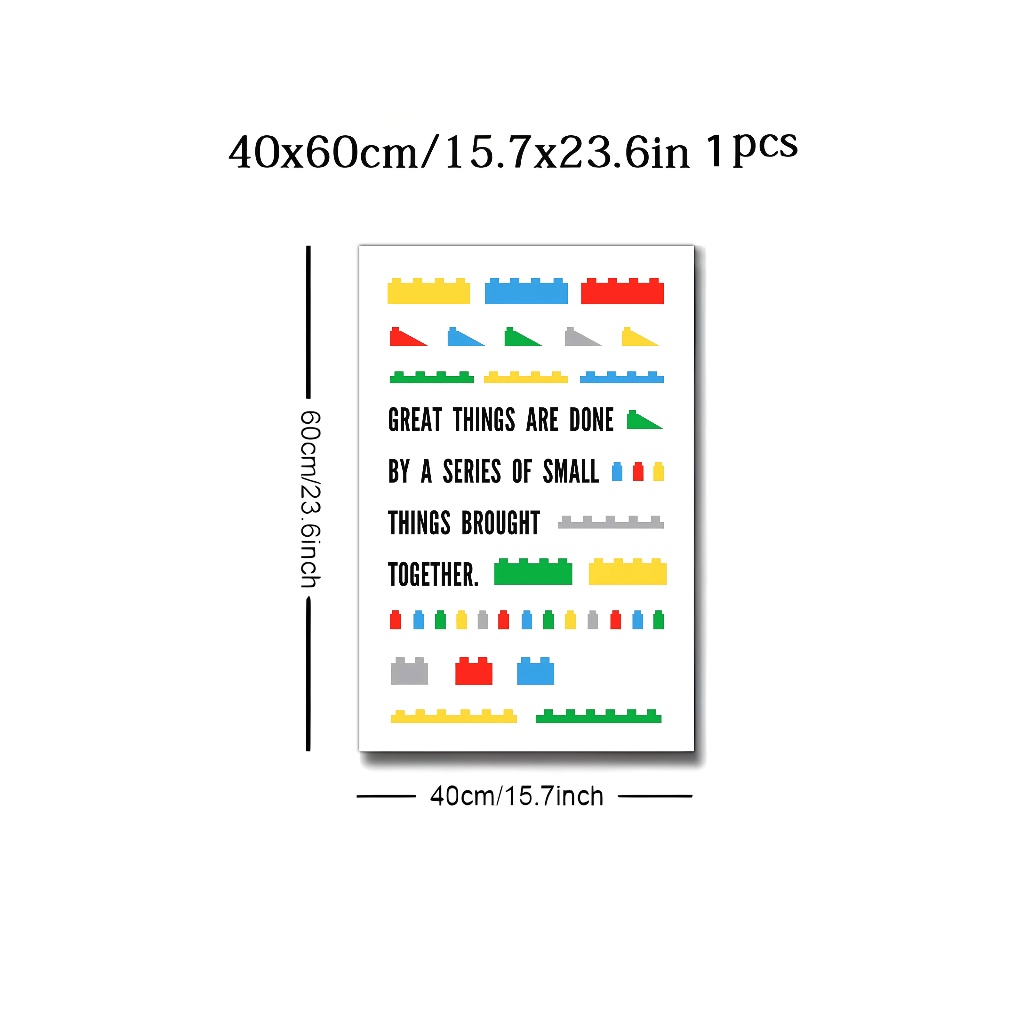 40x60cm/15.7x23.6in 1pcs
GREAT THINGS ARE DONE
BY A SERIES OF SMALL
THINGS BROUGHT
TOGETHER.
60cm/23.6inch
40cm/15.7inch